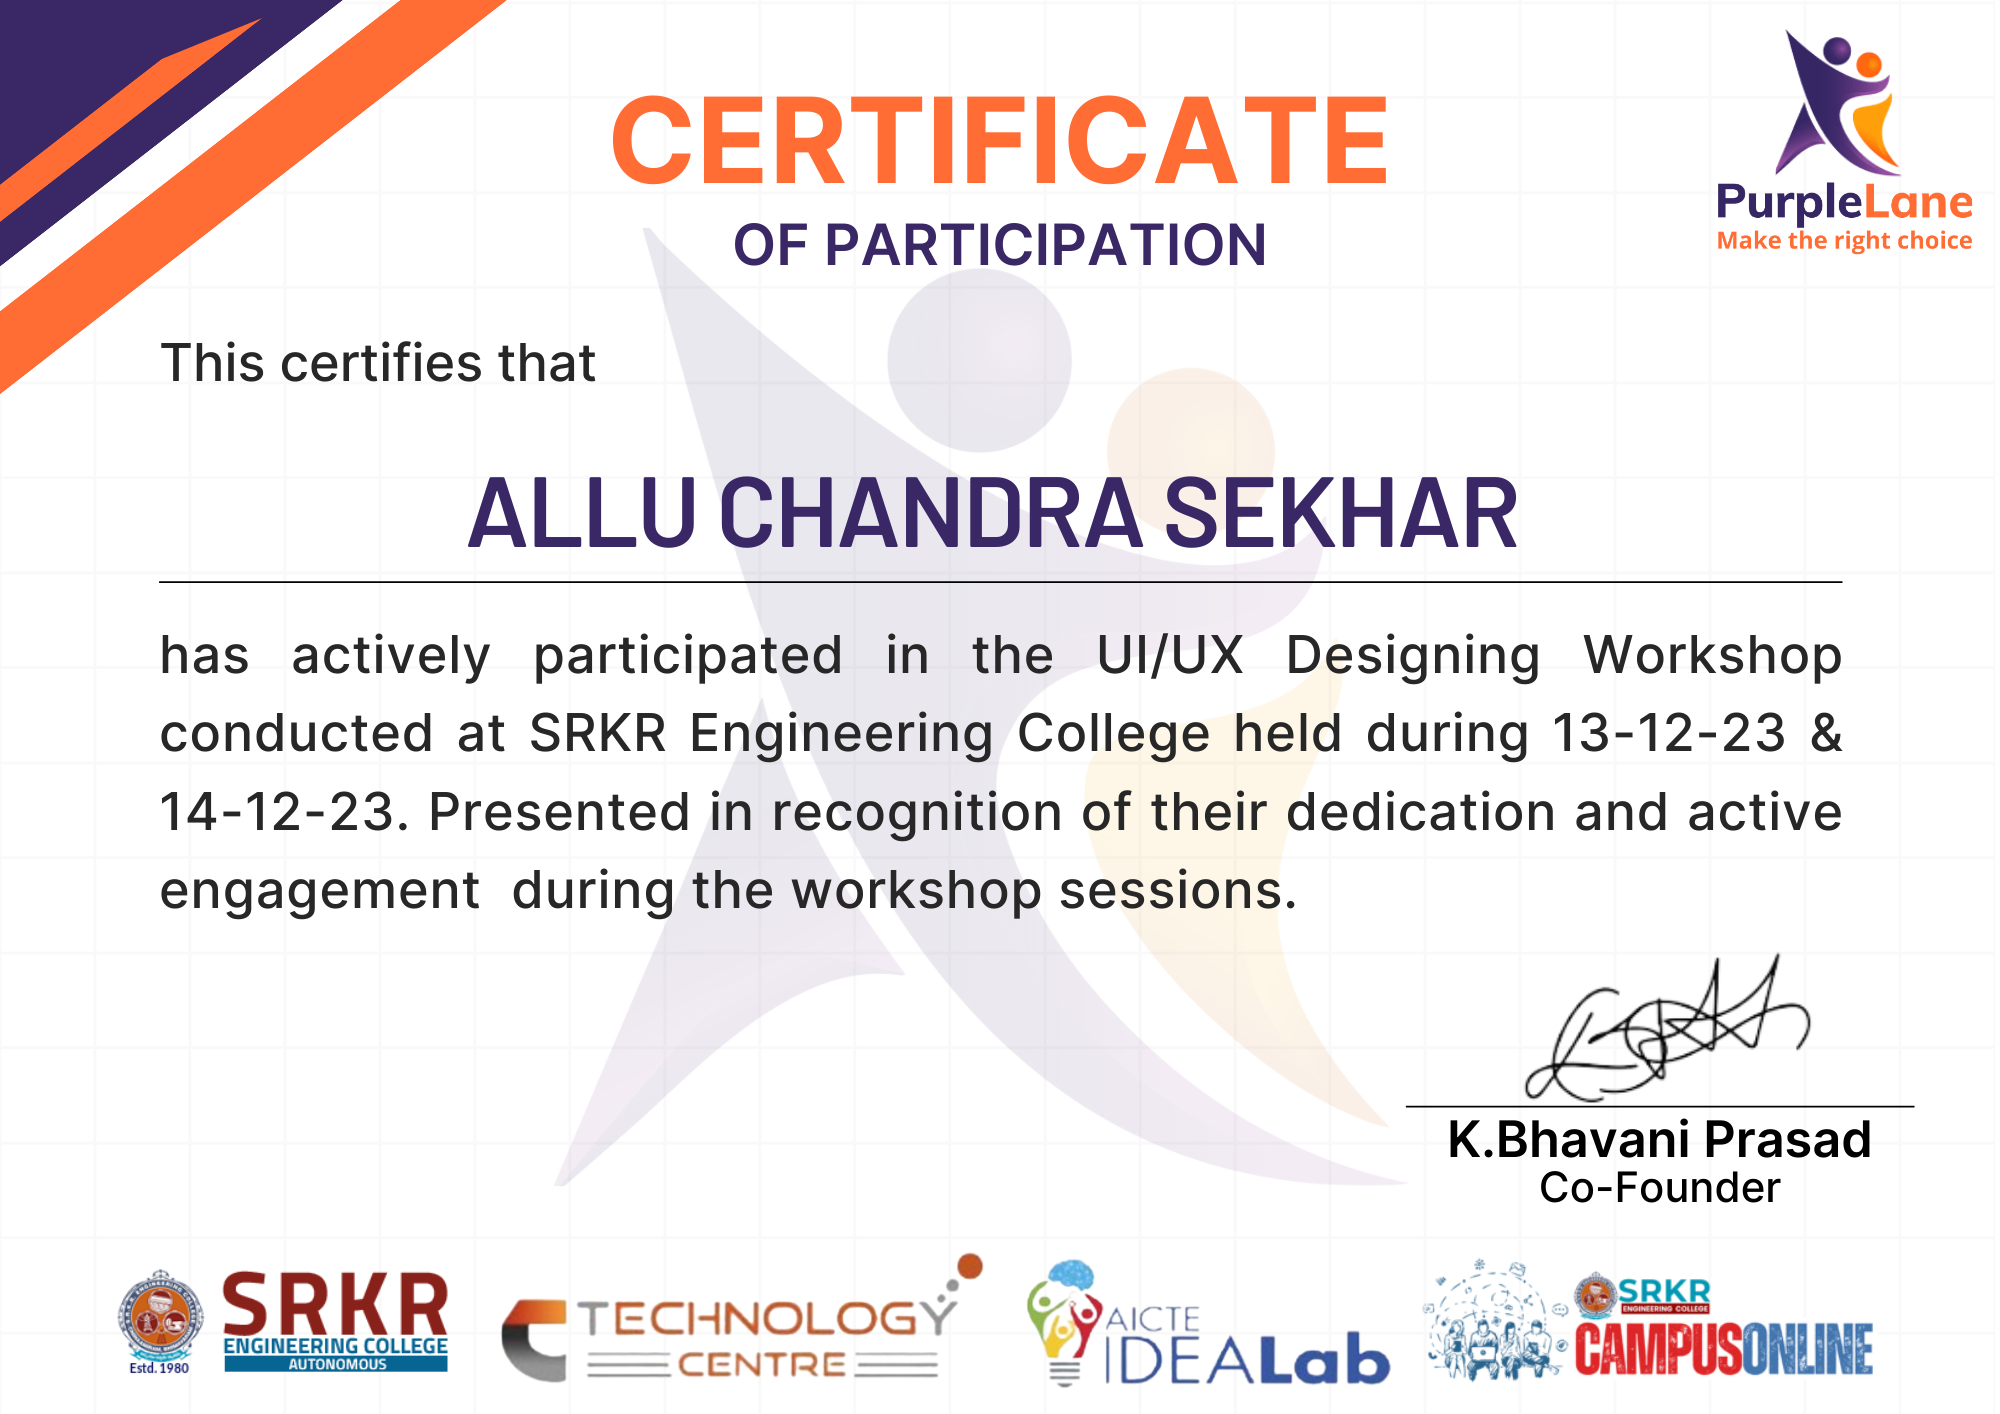 CERTIFICATE
OF PARTICIPATION
PurpleLane
Make the right choice
This certifies that
ALLU CHANDRA SEKHAR
has actively participated in the UI/UX Designing Workshop
conducted at SRKR Engineering College held during 13-12-23 &
14-12-23. Presented in recognition of their dedication and active
engagement  during the workshop sessions.
K.Bhavani Prasad
Co-Founder
Estd. 1980
SRKR
ENGINEERING COLLEGE
AUTONOMOUS
TECHNOLOGY
CENTRE
AICTE
IDEALab
SRKR
ENGINEERING COLLEGE
CAMPUSONLINE